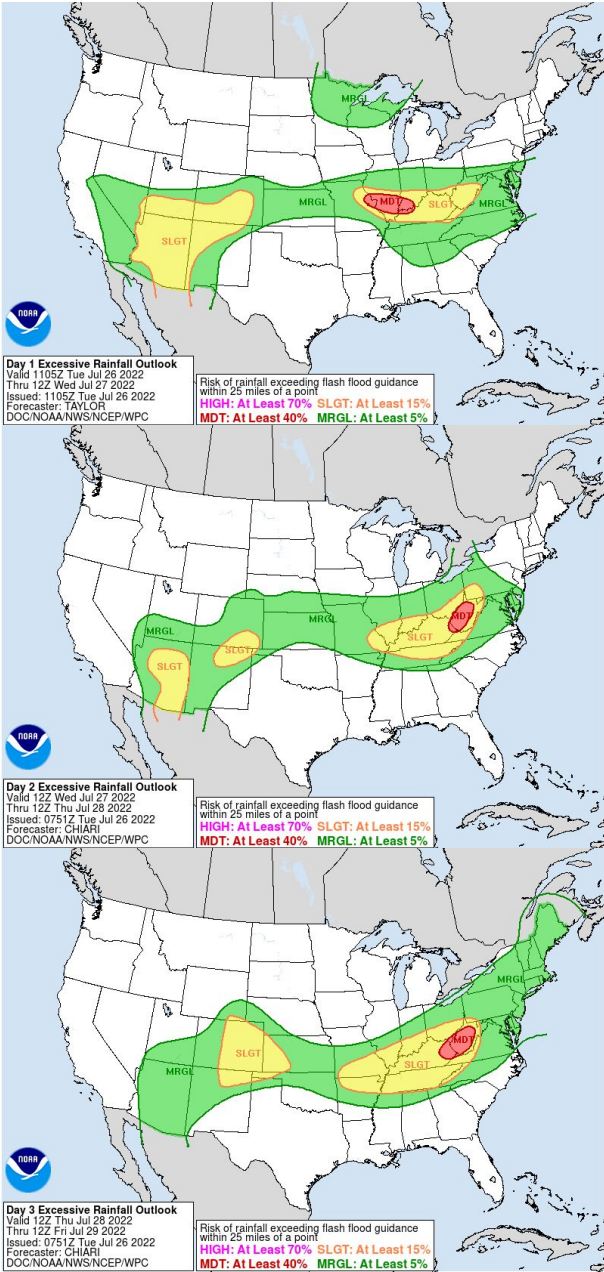 MRGL
MRGL
MDT
SLGT
MRGL
SLGT
NOAA
Day 1 Excessive Rainfall Outlook
Valid 1105Z Tue Jul 26 2022
Thru 12Z Wed Jul 27 2022
Issued: 1105Z Tue Jul 26 2022
Forecaster: TAYLOR
DOC/NOAA/NWS/NCEP/WPC
Risk of rainfall exceeding flash flood guidance
within 25 miles of a point
HIGH: At Least 70% SLGT: At Least 15%
MDT: At Least 40% MRGL: At Least 5%
MRGL
MDT
MRGL
SLGT
SLGT
SLGT
NOAA
Day 2 Excessive Rainfall Outlook
Valid 12Z Wed Jul 27 2022
Thru 12Z Thu Jul 28 2022
Issued: 0751Z Tue Jul 26 2022
Forecaster: CHIARI
DOC/NOAA/NWS/NCEP/WPC
Risk of rainfall exceeding flash flood guidance
within 25 miles of a point
HIGH: At Least 70% SLGT: At Least 15%
MDT: At Least 40% MRGL: At Least 5%
MRGL
MDT
SLGT
SLGT
MRGL
NOAA
Day 3 Excessive Rainfall Outlook
Valid 12Z Thu Jul 28 2022
Thru 12Z Fri Jul 29 2022
Issued: 0751Z Tue Jul 26 2022
Forecaster: CHIARI
DOC/NOAA/NWS/NCEP/WPC
Risk of rainfall exceeding flash flood guidance
within 25 miles of a point
HIGH: At Least 70% SLGT: At Least 15%
MDT: At Least 40% MRGL: At Least 5%